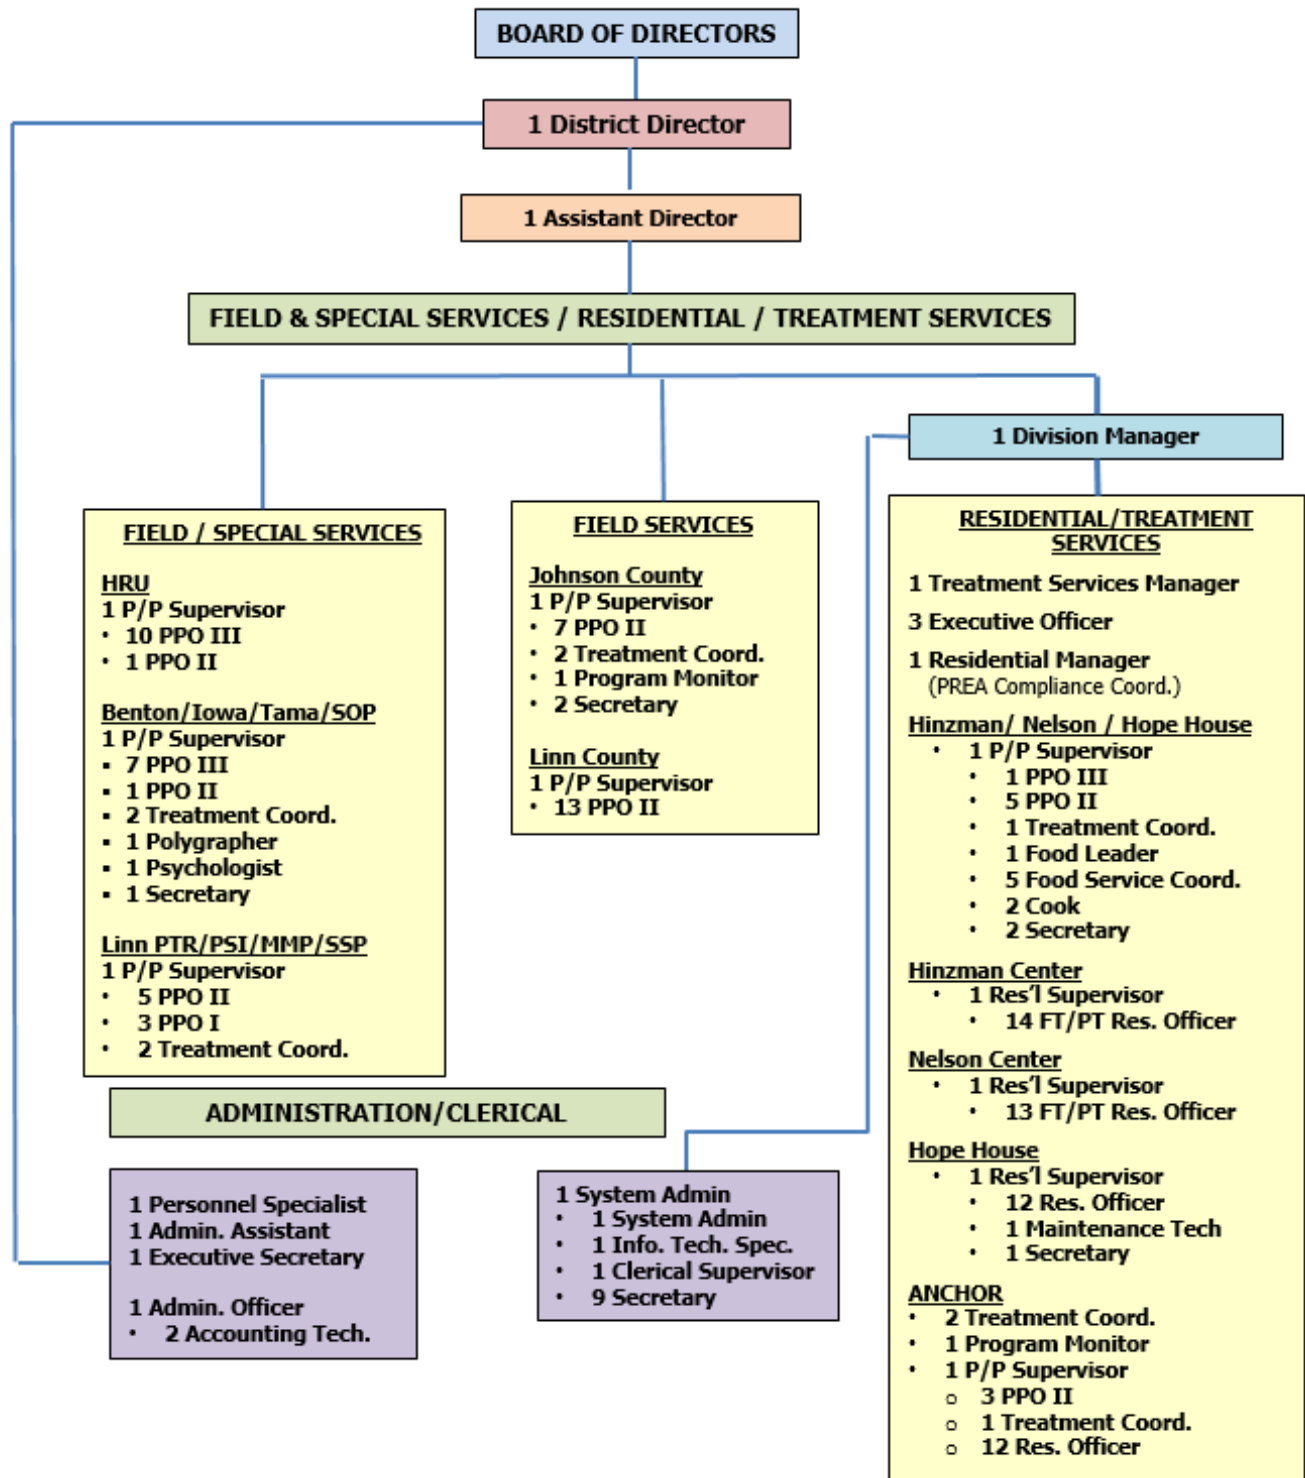 BOARD OF DIRECTORS
1 District Director
1 Assistant Director
FIELD & SPECIAL SERVICES / RESIDENTIAL / TREATMENT SERVICES
1 Division Manager
FIELD / SPECIAL SERVICES
HRU
1 P/P Supervisor
• 10 PPO III
• 1 PPO II
Benton/Iowa/Tama/SOP
1 P/P Supervisor
▪ 7 PPO III
▪ 1 PPO II
▪ 2 Treatment Coord.
▪ 1 Polygrapher
▪ 1 Psychologist
▪ 1 Secretary
Linn PTR/PSI/MMP/SSP
1 P/P Supervisor
• 5 PPO II
• 3 PPO I
• 2 Treatment Coord.
FIELD SERVICES
Johnson County
1 P/P Supervisor
• 7 PPO II
• 2 Treatment Coord.
• 1 Program Monitor
• 2 Secretary
Linn County
1 P/P Supervisor
• 13 PPO II
RESIDENTIAL/TREATMENT
SERVICES
1 Treatment Services Manager
3 Executive Officer
1 Residential Manager
(PREA Compliance Coord.)
Hinzman/ Nelson / Hope House
• 1 P/P Supervisor
• 1 PPO III
• 5 PPO II
• 1 Treatment Coord.
• 1 Food Leader
• 5 Food Service Coord.
• 2 Cook
• 2 Secretary
Hinzman Center
• 1 Res'l Supervisor
• 14 FT/PT Res. Officer
Nelson Center
• 1 Res'l Supervisor
• 13 FT/PT Res. Officer
Hope House
• 1 Res'l Supervisor
• 12 Res. Officer
• 1 Maintenance Tech
• 1 Secretary
ANCHOR
• 2 Treatment Coord.
• 1 Program Monitor
• 1 P/P Supervisor
o 3 PPO II
o 1 Treatment Coord.
o 12 Res. Officer
ADMINISTRATION/CLERICAL
1 Personnel Specialist
1 Admin. Assistant
1 Executive Secretary
1 Admin. Officer
• 2 Accounting Tech.
1 System Admin
• 1 System Admin
• 1 Info. Tech. Spec.
• 1 Clerical Supervisor
• 9 Secretary